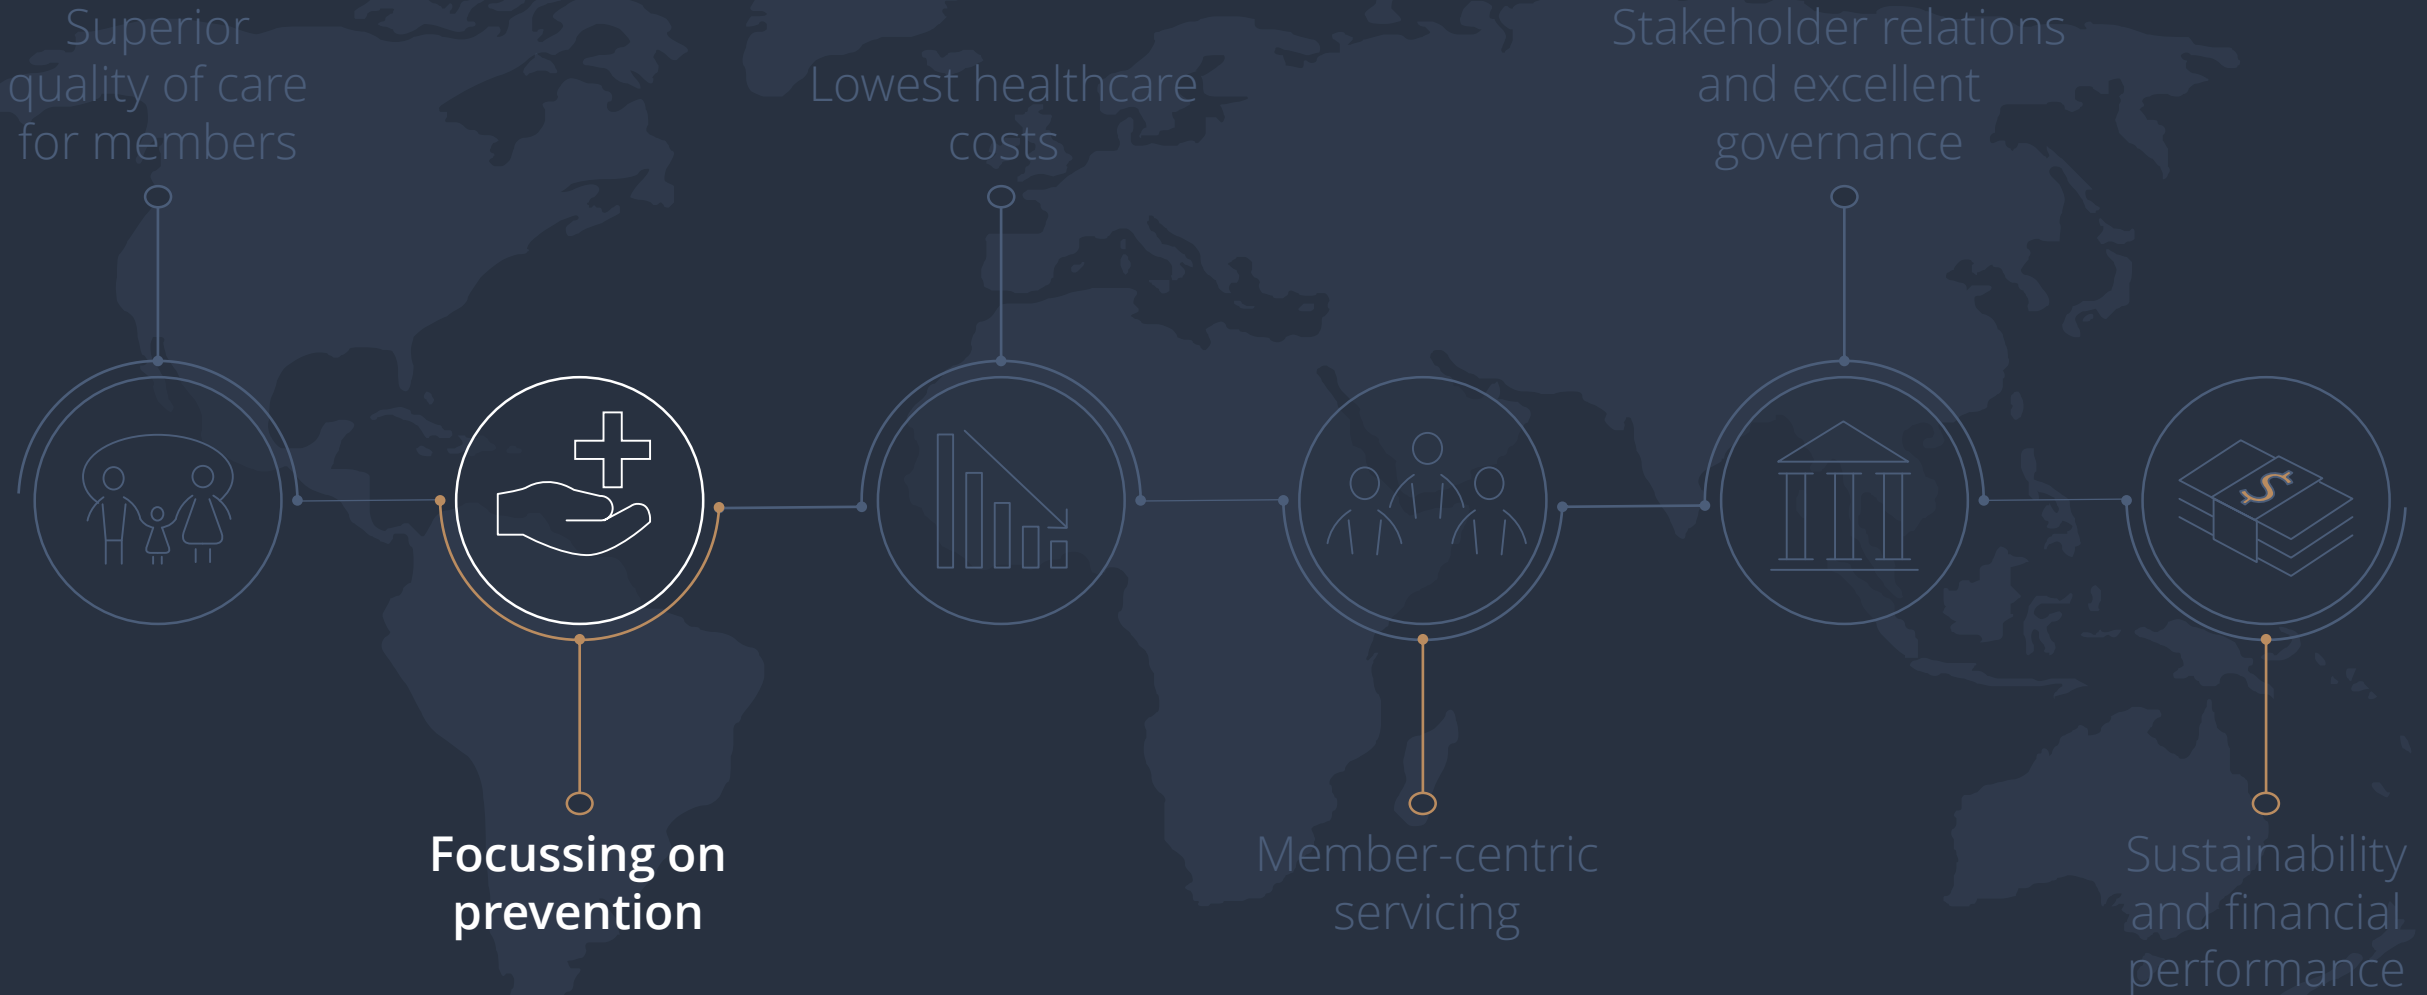 Superior
quality of care
for members
Focussing on
prevention
Lowest healthcare
costs
Member-centric
servicing
Stakeholder relations
and excellent
governance
$
Sustainability
and financial
performance